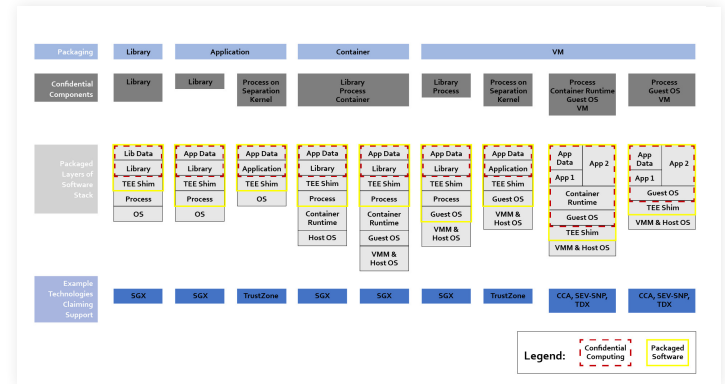 Packaging
Library
Application
Container
VM
Confidential
Components
Library
Library
Process on
Separation
Kernel
Library
Process
Container
Library
Process
Process on
Separation
Kernel
Process
Container Runtime
Guest OS
VM
Process
Guest OS
VM
Packaged
Layers of
Software
Stack
Lib Data
Library
TEE Shim
Process
OS
App Data
Library
TEE Shim
Process
OS
App Data
Application
TEE Shim
OS
App Data
Library
TEE Shim
Process
Container
Runtime
Host OS
App Data
Library
TEE Shim
Process
Container
Runtime
Guest OS
VMM &
Host OS
App Data
Library
TEE Shim
Process
Guest OS
VMM &
Host OS
App Data
Application
TEE Shim
Guest OS
VMM &
Host OS
App
Data
App 2
App 1
Container
Runtime
Guest OS
TEE Shim
VMM & Host OS
App
Data
App 2
App 1
Guest OS
TEE Shim
VMM & Host OS
Example
Technologies
Claiming
Support
SGX
SGX
TrustZone
SGX
SGX
SGX
TrustZone
CCA, SEV-SNP,
TDX
CCA, SEV-SNP,
TDX
Legend:
Confidential
Computing
Packaged
Software